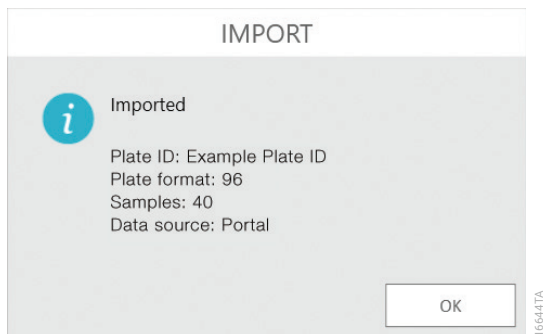 IMPORT
i
Imported
Plate ID: Example Plate ID
Plate format: 96
Samples: 40
Data source: Portal
OK
16644TA